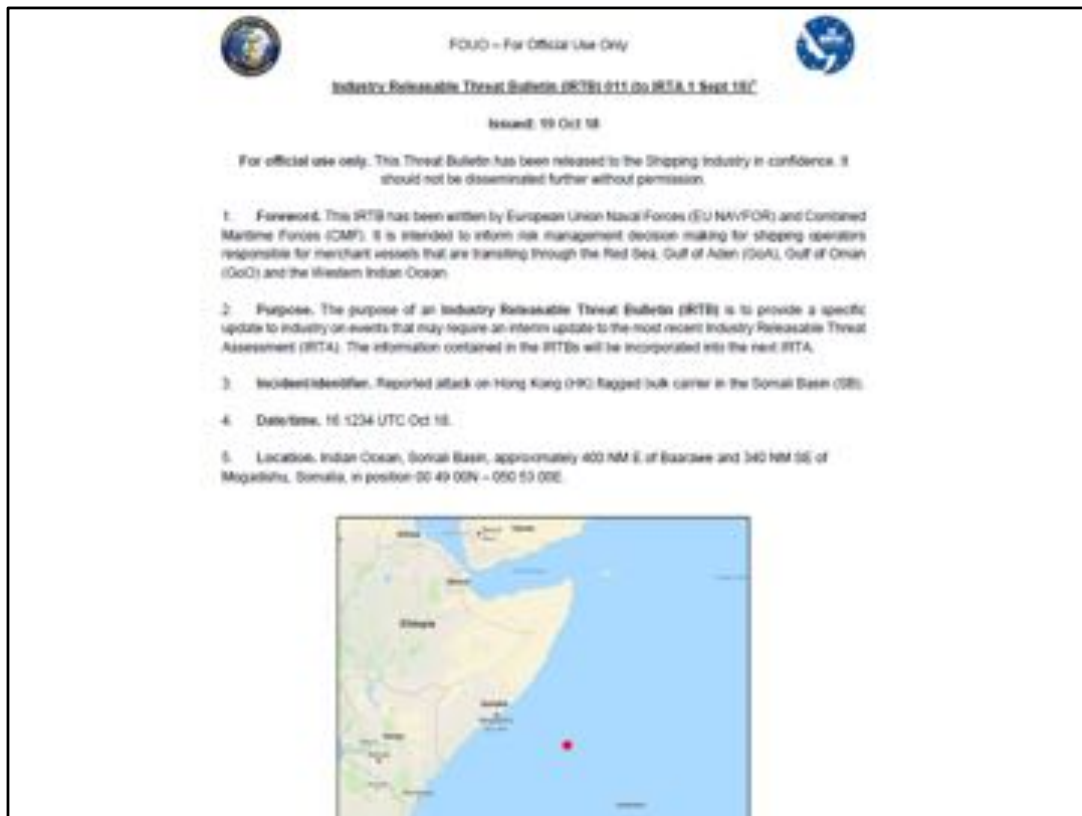 FOUO – For Official Use Only
Industry Releasable Threat Bulletin (IRTB) 011 (to IRTA 1 Sept 18)
Issued: 19 Oct 18
For official use only. This Threat Bulletin has been released to the Shipping Industry in confidence. It
should not be disseminated further without permission.
1. Foreword. This IRTB has been written by European Union Naval Forces (EU NAVFOR) and Combined
Maritime Forces (CMF). It is intended to inform risk management decision making for shipping operators
responsible for merchant vessels that are transiting through the Red Sea, Gulf of Aden (GoA), Gulf of Oman
(GoO) and the Western Indian Ocean.
2. Purpose. The purpose of an Industry Releasable Threat Bulletin (IRTB) is to provide a specific
update to industry on events that may require an interim update to the most recent Industry Releasable Threat
Assessment (IRTA). The information contained in the IRTBs will be incorporated into the next IRTA.
3. Incident Identifier. Reported attack on Hong Kong (HK) flagged bulk carrier in the Somali Basin (SB).
4. Date/time. 16 1234 UTC Oct 18.
5. Location. Indian Ocean, Somali Basin, approximately 400 NM E of Baarawe and 340 NM SE of
Mogadishu, Somalia, in position 00 49 00N – 050 53 00E.
Ethiopia